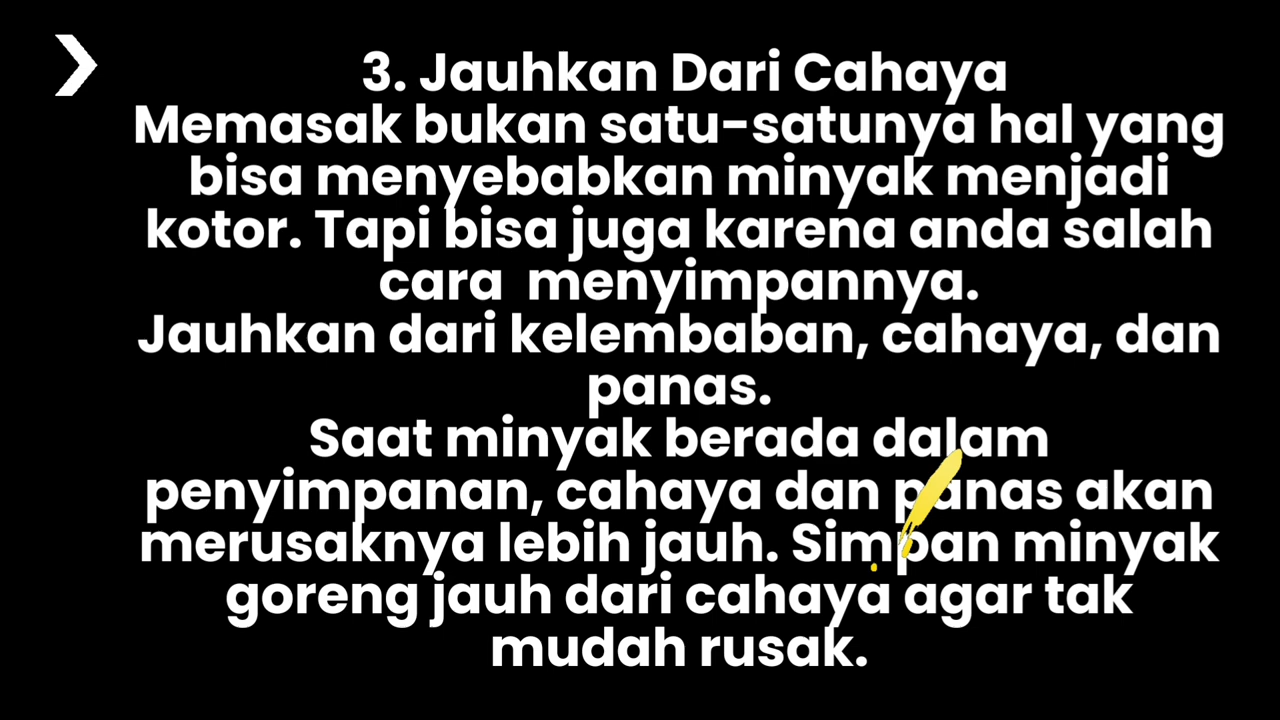 3. Jauhkan Dari Cahaya
Memasak bukan satu-satunya hal yang
bisa menyebabkan minyak menjadi
kotor. Tapi bisa juga karena anda salah
cara  menyimpannya.
Jauhkan dari kelembaban, cahaya, dan
panas.
Saat minyak berada dalam
penyimpanan, cahaya dan panas akan
merusaknya lebih jauh. Simpan minyak
goreng jauh dari cahaya agar tak
mudah rusak.